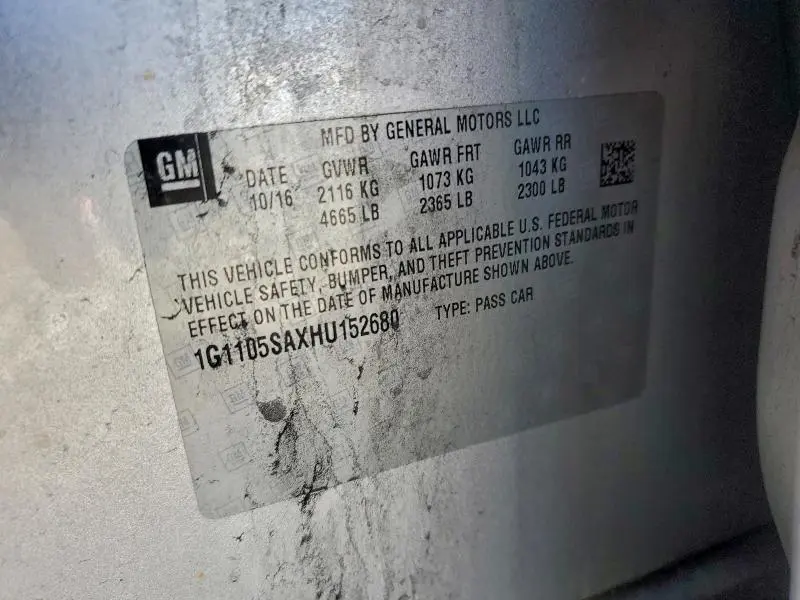 MFD BY GENERAL MOTORS LLC
GM
DATE GVWR GAWR FRT GAWR RR
10/16 2116 KG 1073 KG 1043 KG
4665 LB 2365 LB 2300 LB
THIS VEHICLE CONFORMS TO ALL APPLICABLE U.S. FEDERAL MOTOR
VEHICLE SAFETY, BUMPER, AND THEFT PREVENTION STANDARDS IN
EFFECT ON THE DATE OF MANUFACTURE SHOWN ABOVE.
1G1105SAXHU152680 TYPE: PASS CAR